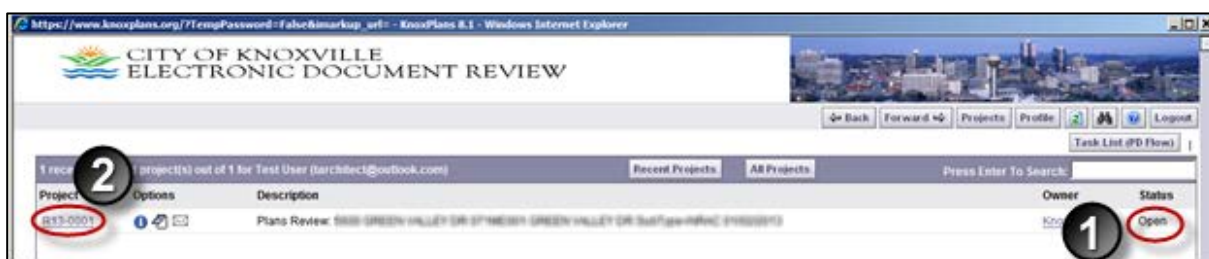 https://www.knoxplans.org/?TempPassword=False&imarkup_url= - KnoxPlans 8.1 - Windows Internet Explorer
CITY OF KNOXVILLE
ELECTRONIC DOCUMENT REVIEW
Back Forward Projects Profile Logout
Task List (PD Flow)
1 project(s) out of 1 for Test User (tarchitect@outlook.com) Recent Projects All Projects Press Enter To Search:
2
Project Options Description Owner Status
R13-0001 Plans Review: Open
1